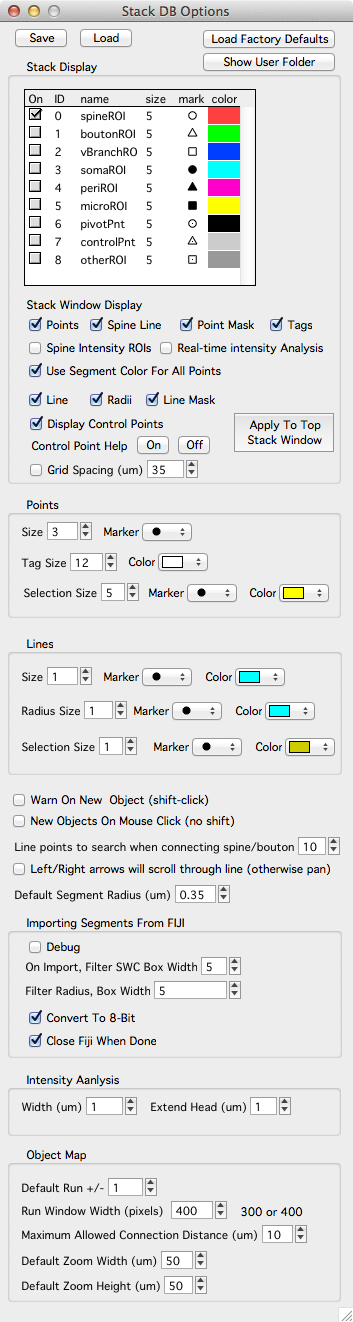 Stack DB Options
Save Load Load Factory Defaults
Show User Folder
Stack Display
On ID name size mark color
0 spineROI 5
1 boutonROI 5
2 vBranchRO 5
3 somaROI 5
4 periROI 5
5 microROI 5
6 pivotPnt 5
7 controlPnt 5
8 otherROI 5
Stack Window Display
Points Spine Line Point Mask Tags
Spine Intensity ROIs Real-time intensity Analysis
Use Segment Color For All Points
Line Radii Line Mask
Display Control Points
Apply To Top
Stack Window
Control Point Help On Off
Grid Spacing (um) 35
Points
Size 3 Marker
Tag Size 12 Color
Selection Size 5 Marker Color
Lines
Size 1 Marker Color
Radius Size 1 Marker Color
Selection Size 1 Marker Color
Warn On New Object (shift-click)
New Objects On Mouse Click (no shift)
Line points to search when connecting spine/bouton 10
Left/Right arrows will scroll through line (otherwise pan)
Default Segment Radius (um) 0.35
Importing Segments From FIJI
Debug
On Import, Filter SWC Box Width 5
Filter Radius, Box Width 5
Convert To 8-Bit
Close Fiji When Done
Intensity Aanlysis
Width (um) 1 Extend Head (um) 1
Object Map
Default Run +/- 1
Run Window Width (pixels) 400 300 or 400
Maximum Allowed Connection Distance (um) 10
Default Zoom Width (um) 50
Default Zoom Height (um) 50